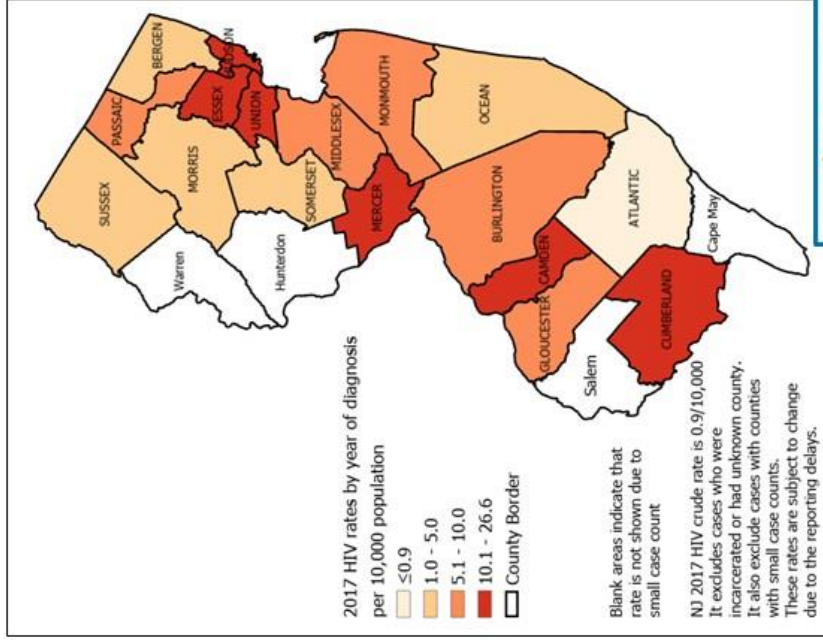 SUSSEX
PASSAIC
BERGEN
Warren
MORRIS
ESSEX
HUDSON
UNION
Hunterdon
SOMERSET
MIDDLESEX
MERCER
MONMOUTH
OCEAN
BURLINGTON
CAMDEN
GLOUCESTER
Salem
ATLANTIC
CUMBERLAND
Cape May
2017 HIV rates by year of diagnosis
per 10,000 population
≤0.9
1.0 - 5.0
5.1 - 10.0
10.1 - 26.6
County Border
Blank areas indicate that
rate is not shown due to
small case count
NJ 2017 HIV crude rate is 0.9/10,000
It excludes cases who were
incarcerated or had unknown county.
It also exclude cases with counties
with small case counts.
These rates are subject to change
due to the reporting delays.